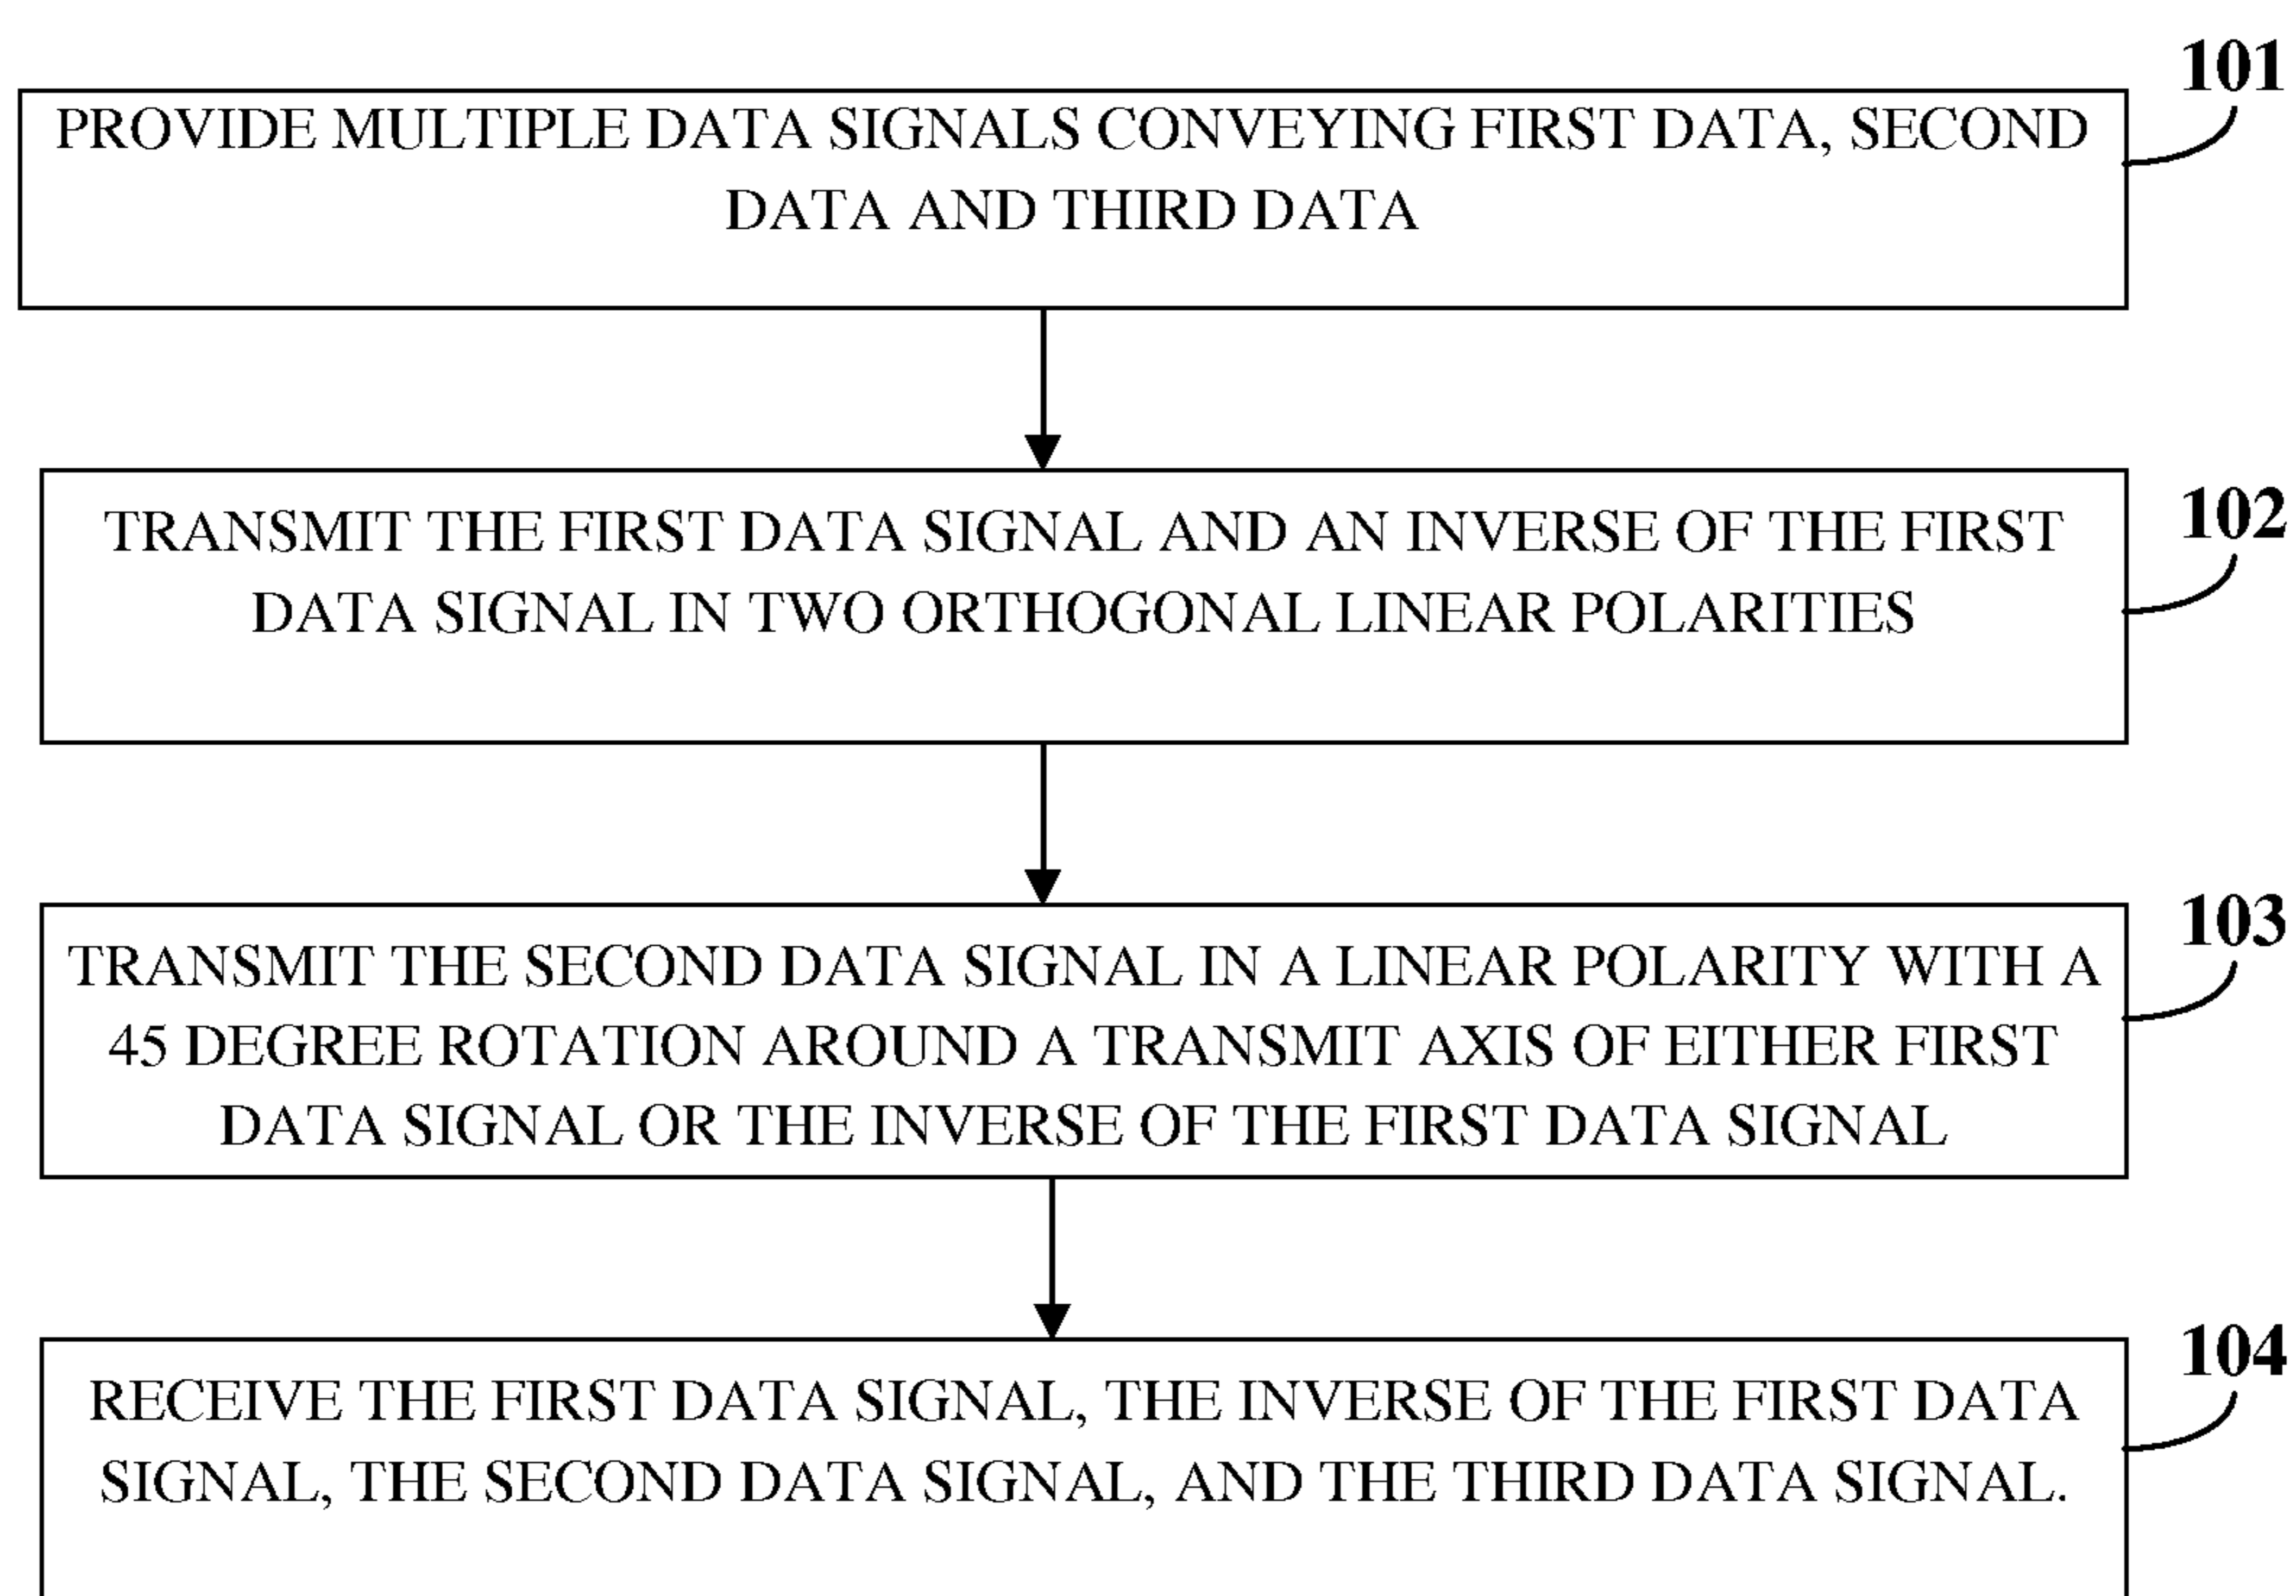 101
PROVIDE MULTIPLE DATA SIGNALS CONVEYING FIRST DATA, SECOND
DATA AND THIRD DATA
102
TRANSMIT THE FIRST DATA SIGNAL AND AN INVERSE OF THE FIRST
DATA SIGNAL IN TWO ORTHOGONAL LINEAR POLARITIES
103
TRANSMIT THE SECOND DATA SIGNAL IN A LINEAR POLARITY WITH A
45 DEGREE ROTATION AROUND A TRANSMIT AXIS OF EITHER FIRST
DATA SIGNAL OR THE INVERSE OF THE FIRST DATA SIGNAL
104
RECEIVE THE FIRST DATA SIGNAL, THE INVERSE OF THE FIRST DATA
SIGNAL, THE SECOND DATA SIGNAL, AND THE THIRD DATA SIGNAL.